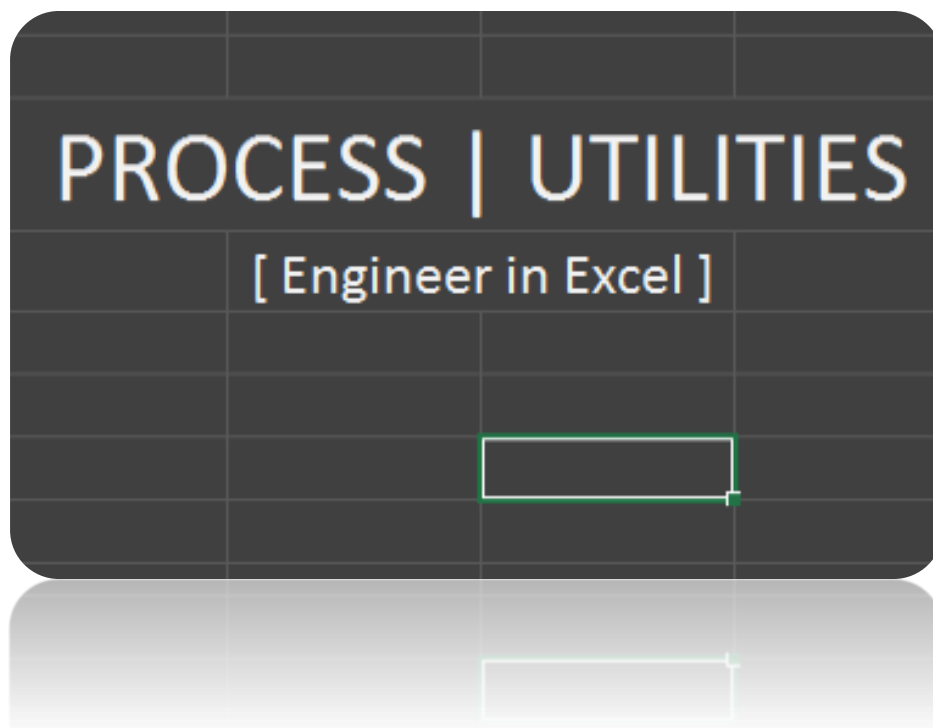 PROCESS | UTILITIES
[ Engineer in Excel ]